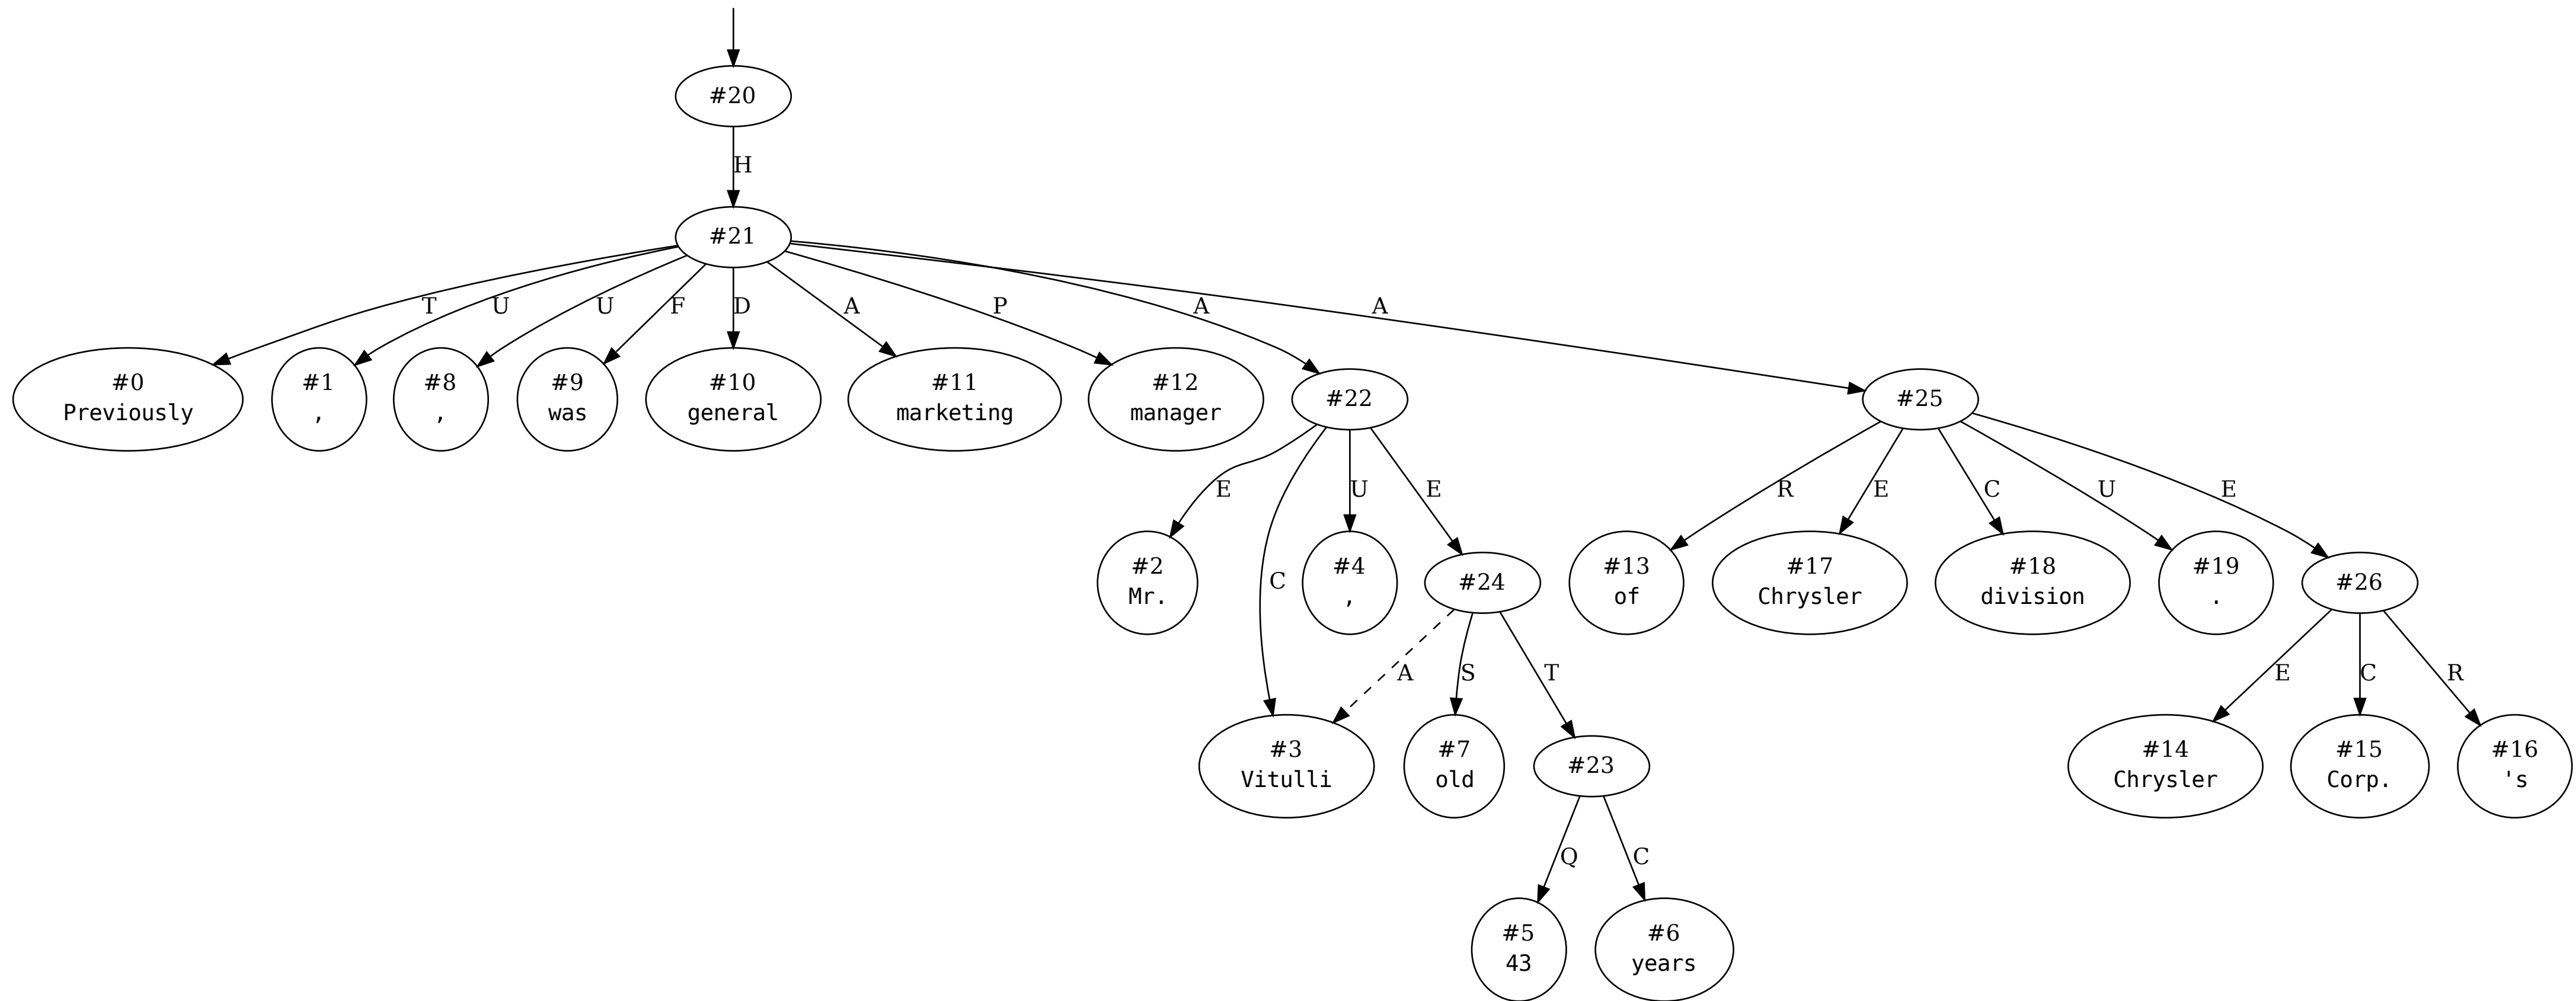 #20
H
#21
T U U F D A P A A
#0 #1 #8 #9 #10 #11 #12 #22 #25
Previously , , was general marketing manager
E C U E R E C U E
#2 #4 #24 #13 #17 #18 #19 #26
Mr. , of Chrysler division .
A S T E C R
#3 #7 #23 #14 #15 #16
Vitulli old Chrysler Corp. 's
Q C
#5 #6
43 years